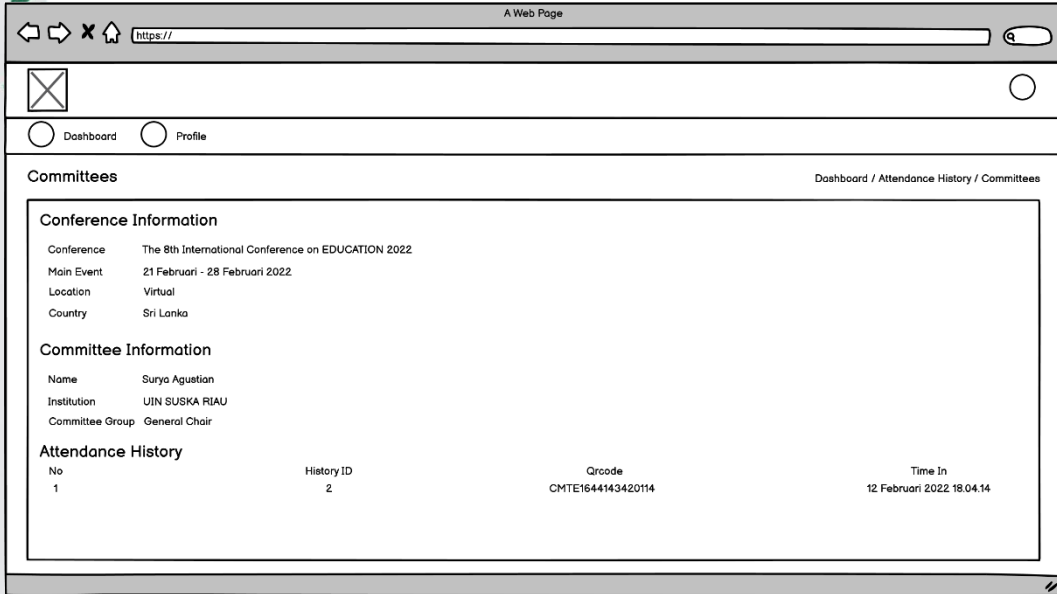 A Web Page
https://
Dashboard Profile
Committees Dashboard / Attendance History / Committees
Conference Information
Conference The 8th International Conference on EDUCATION 2022
Main Event 21 Februari - 28 Februari 2022
Location Virtual
Country Sri Lanka
Committee Information
Name Surya Agustian
Institution UIN SUSKA RIAU
Committee Group General Chair
Attendance History
No History ID Qrcode Time In
1 2 CMTE1644143420114 12 Februari 2022 18.04.14